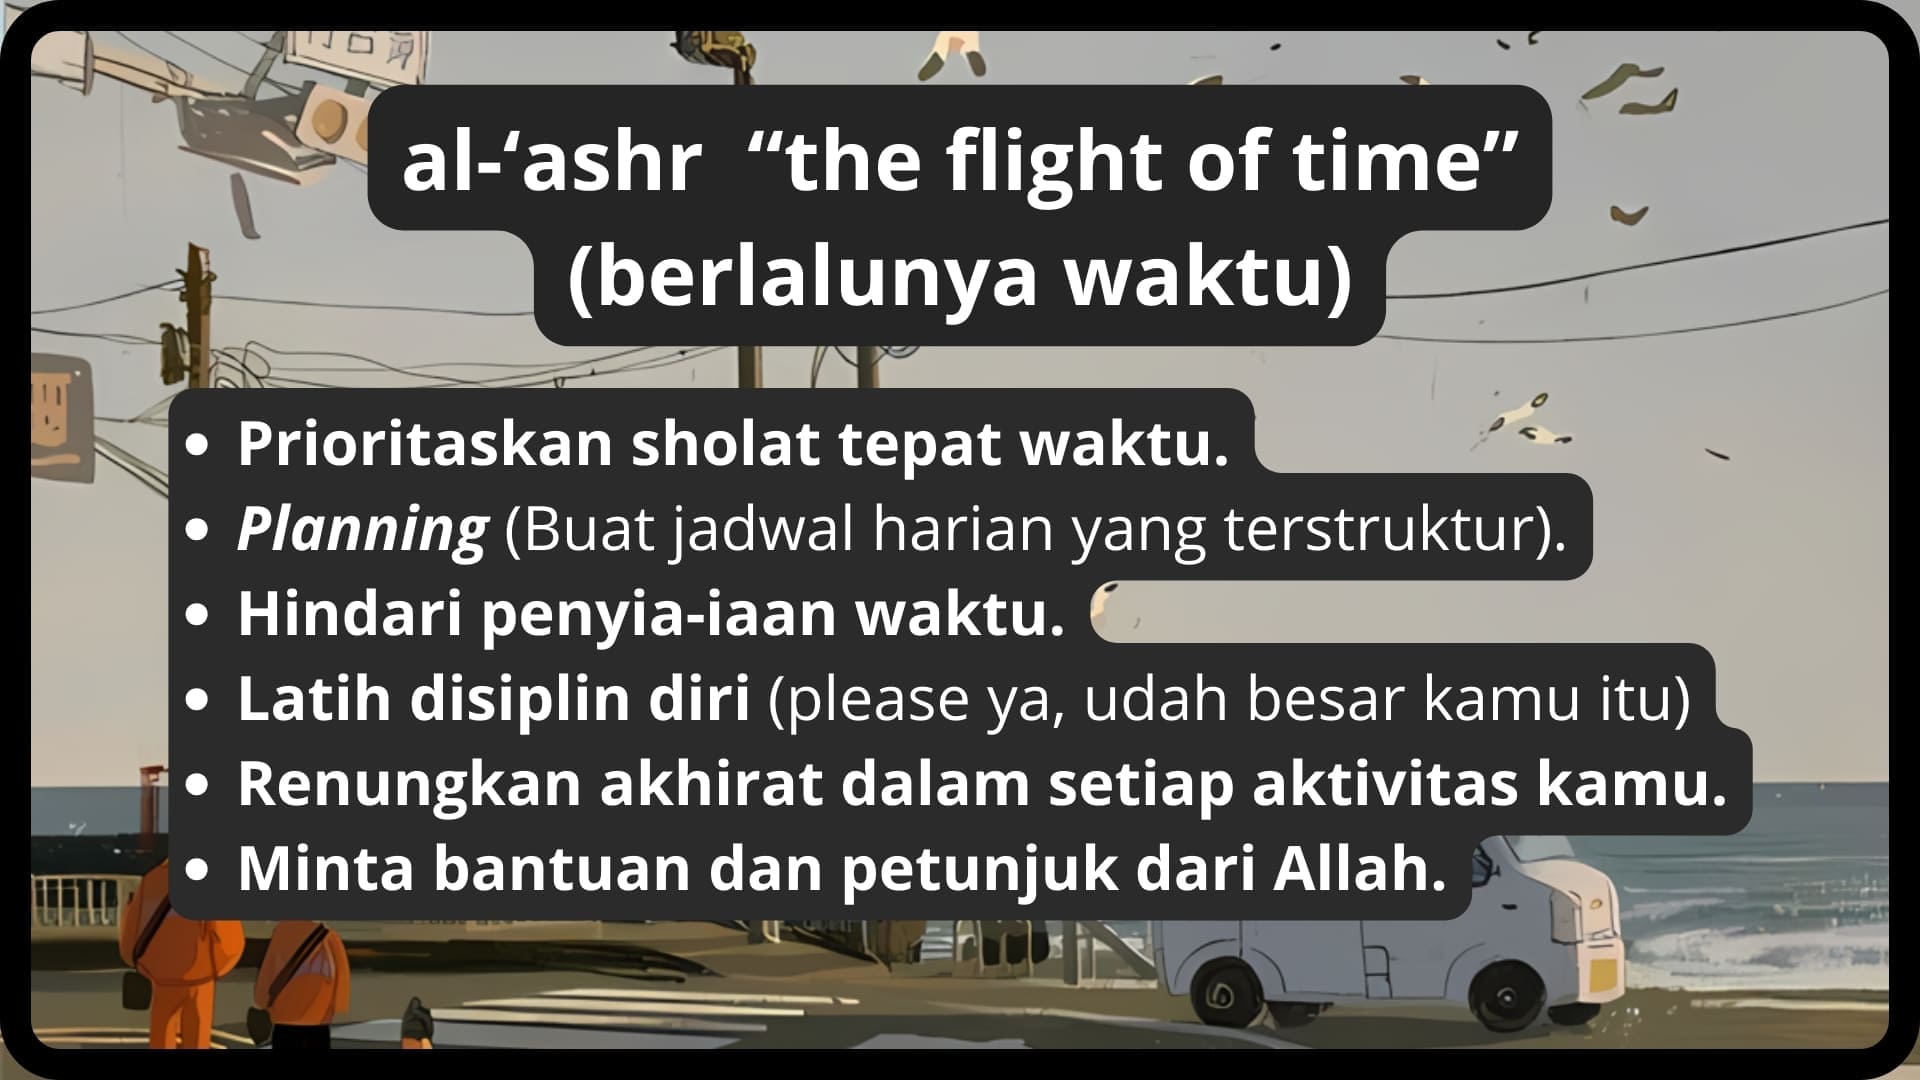 al-‘ashr “the flight of time”
(berlalunya waktu)
• Prioritaskan sholat tepat waktu.
• Planning (Buat jadwal harian yang terstruktur).
• Hindari penyia-iaan waktu.
• Latih disiplin diri (please ya, udah besar kamu itu)
• Renungkan akhirat dalam setiap aktivitas kamu.
• Minta bantuan dan petunjuk dari Allah.